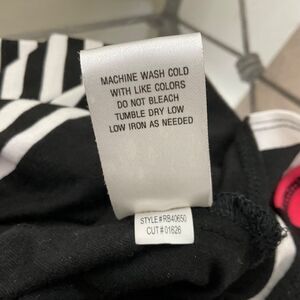 MACHINE WASH COLD
WITH LIKE COLORS
DO NOT BLEACH
TUMBLE DRY LOW
LOW IRON AS NEEDED
STYLE#RB40650
CUT#01626